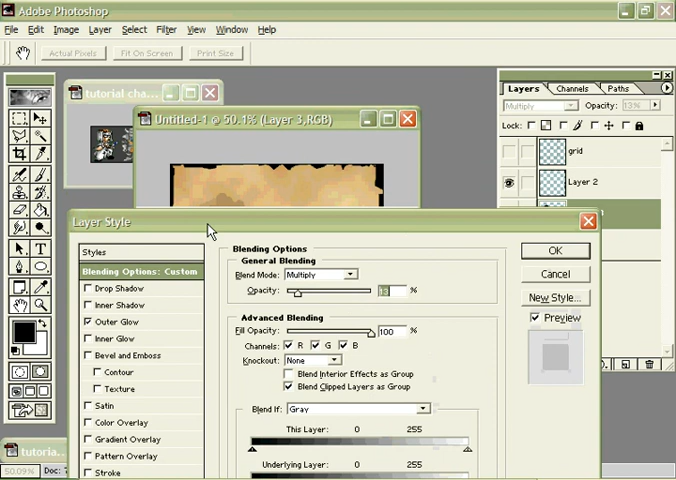 Adobe Photoshop
File Edit Image Layer Select Filter View Window Help
Actual Pixels Fit On Screen Print Size
tutorial cha...
Untitled-1 @ 50.1% (Layer 3,RGB)
Layers Channels Paths
Multiply Opacity: 13%
Lock:
grid
Layer 2
Layer Style
Styles
Blending Options: Custom
Drop Shadow
Inner Shadow
Outer Glow
Inner Glow
Bevel and Emboss
Contour
Texture
Satin
Color Overlay
Gradient Overlay
Pattern Overlay
Stroke
Blending Options
General Blending
Blend Mode: Multiply
Opacity: 13 %
Advanced Blending
Fill Opacity: 100 %
Channels: R G B
Knockout: None
Blend Interior Effects as Group
Blend Clipped Layers as Group
Blend If: Gray
This Layer: 0 255
Underlying Layer: 0 255
OK
Cancel
New Style...
Preview
tutoria...
50.09% Doc: